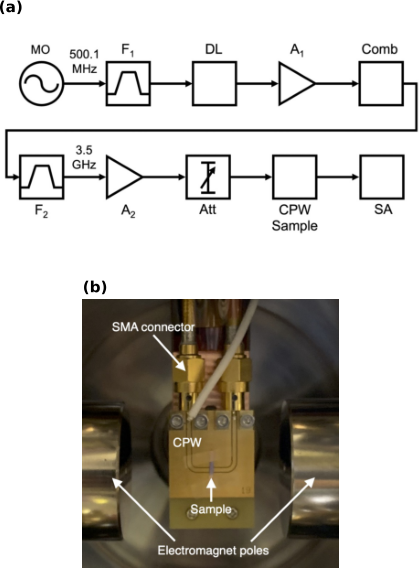 (a)
MO
500.1
MHz
F1
DL
A1
Comb
3.5
GHz
F2
A2
Att
CPW
Sample
SA
(b)
SMA connector
CPW
Sample
Electromagnet poles